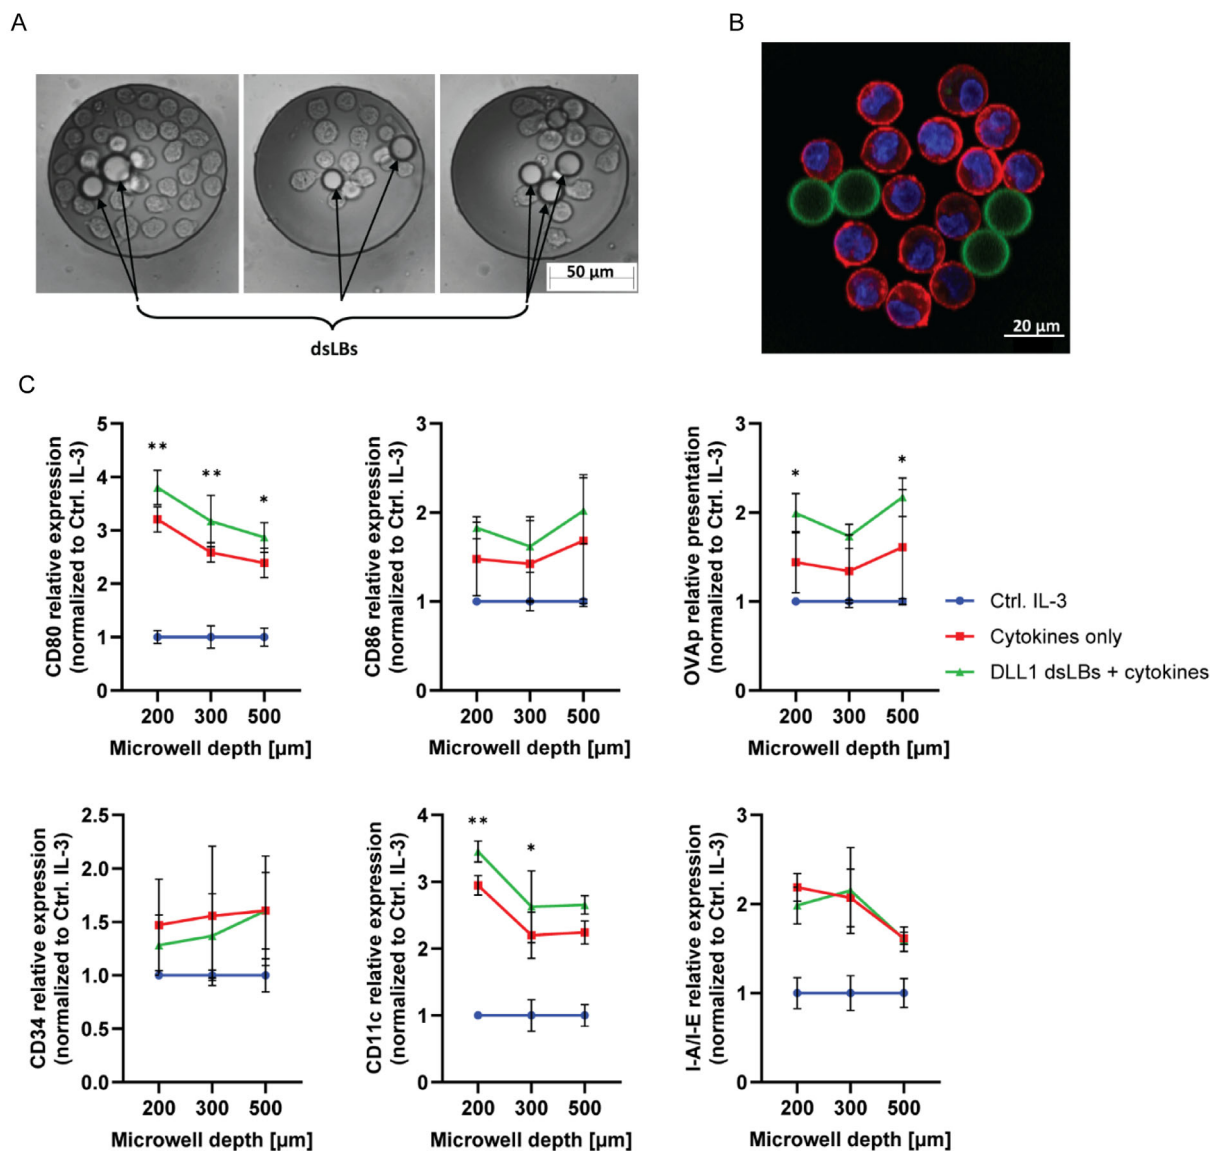 A
B
50 µm
dsLBs
20 µm
C
CD80 relative expression
(normalized to Ctrl. IL-3)
5
4
3
2
1
0
** ** *
200 300 500
Microwell depth [µm]
CD86 relative expression
(normalized to Ctrl. IL-3)
3
2
1
0
200 300 500
Microwell depth [µm]
OVAp relative presentation
(normalized to Ctrl. IL-3)
3
2
1
0
* *
200 300 500
Microwell depth [µm]
Ctrl. IL-3
Cytokines only
DLL1 dsLBs + cytokines
CD34 relative expression
(normalized to Ctrl. IL-3)
2.5
2.0
1.5
1.0
0.5
0.0
200 300 500
Microwell depth [µm]
CD11c relative expression
(normalized to Ctrl. IL-3)
4
3
2
1
0
** *
200 300 500
Microwell depth [µm]
I-A/I-E relative expression
(normalized to Ctrl. IL-3)
3
2
1
0
200 300 500
Microwell depth [µm]